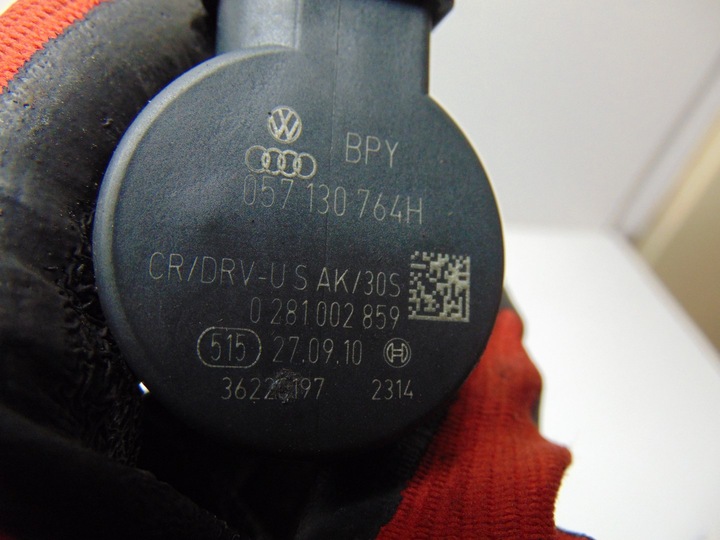 BPY
057 130 764H
CR/DRV-U S AK/30S
0 281 002 859
515 27.09.10
2314